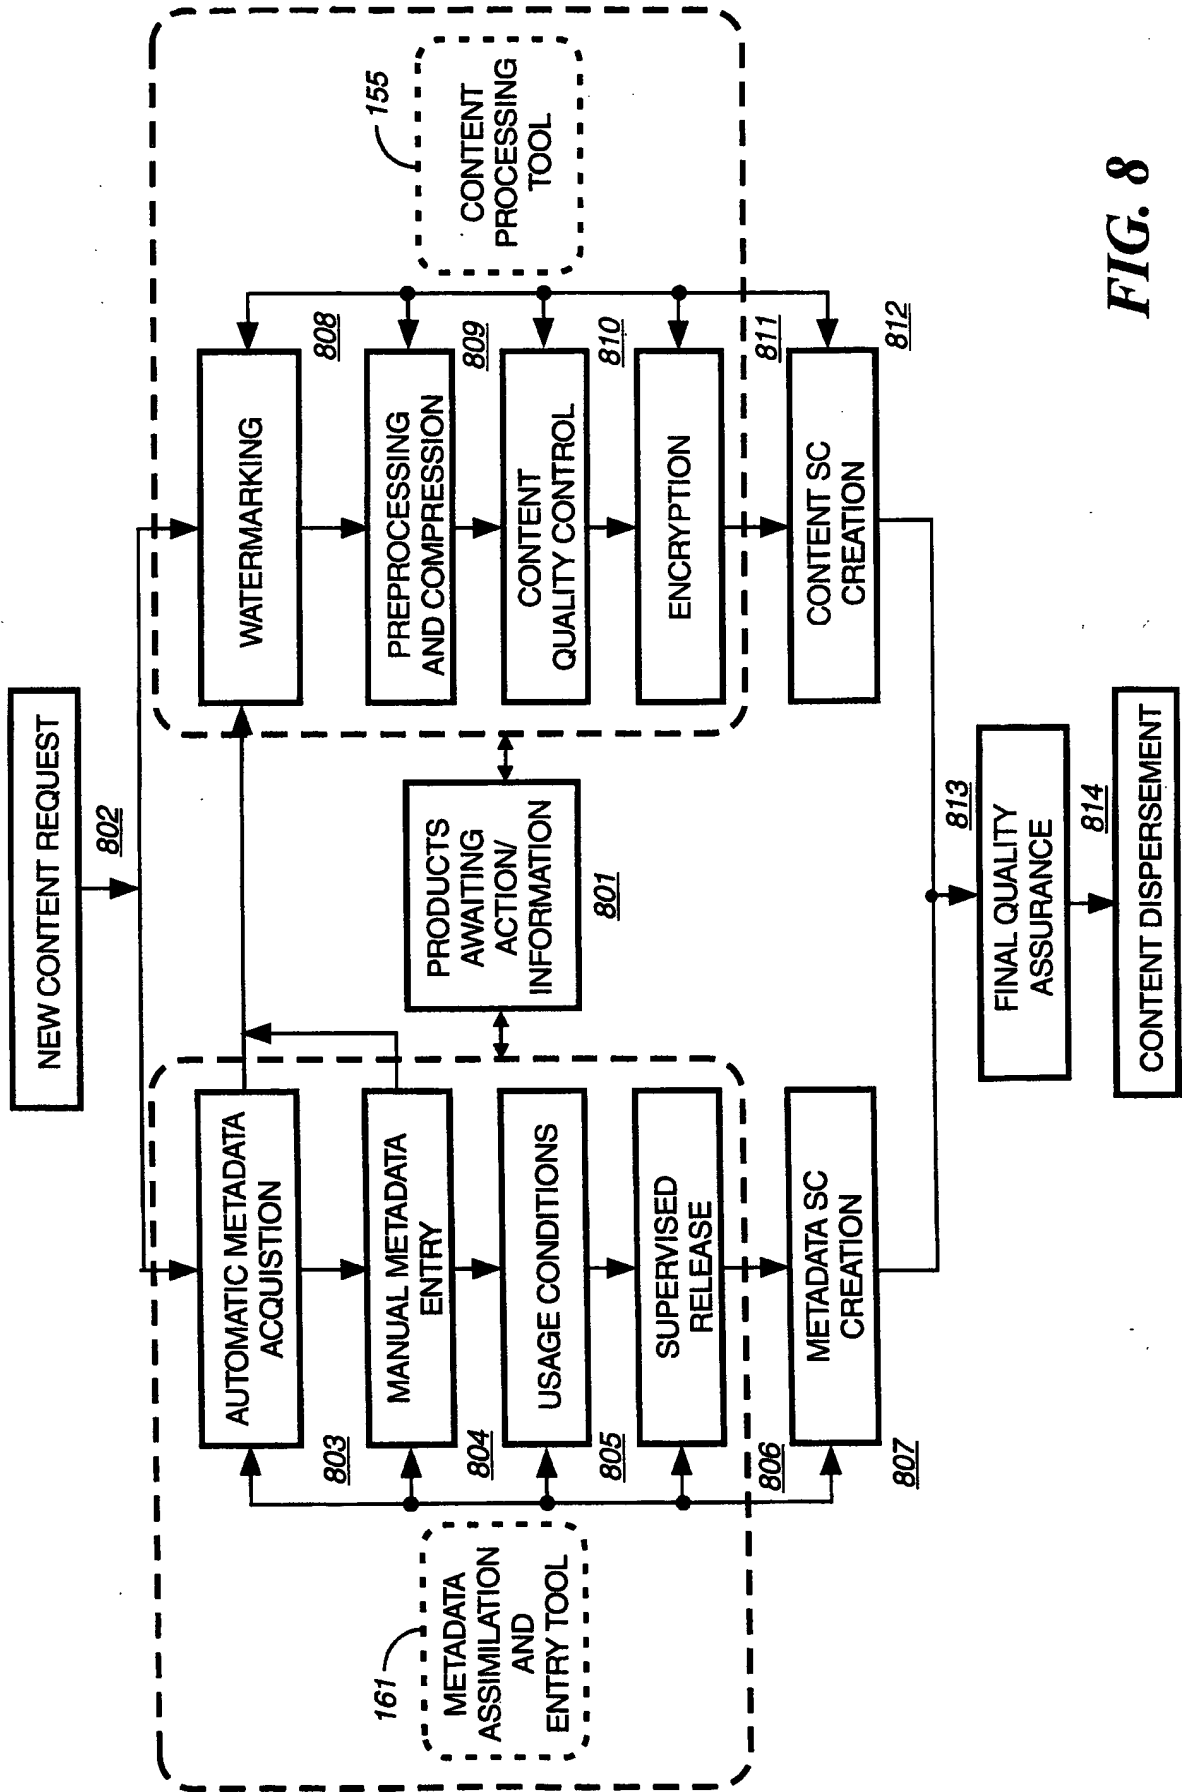 NEW CONTENT REQUEST
802
AUTOMATIC METADATA
ACQUISTION
803
MANUAL METADATA
ENTRY
804
USAGE CONDITIONS
805
SUPERVISED
RELEASE
806
METADATA SC
CREATION
807
161
METADATA
ASSIMILATION
AND
ENTRY TOOL
PRODUCTS
AWAITING
ACTION/
INFORMATION
801
WATERMARKING
808
PREPROCESSING
AND COMPRESSION
809
CONTENT
QUALITY CONTROL
810
ENCRYPTION
811
CONTENT SC
CREATION
812
155
CONTENT
PROCESSING
TOOL
FINAL QUALITY
ASSURANCE
813
CONTENT DISPERSEMENT
814
FIG. 8